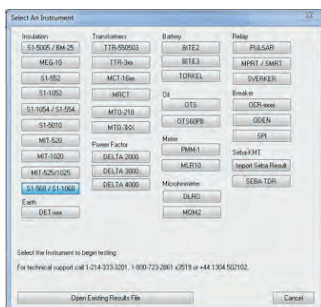 Select An Instrument
Insulation
S1-5005 / BM-25
MEG-10
S1-552
S1-1052
S1-1054 / S1-554
S1-5010
MIT-520
MIT-1020
MIT-525/1025
S1-568 / S1-1068
Earth
DET-xxx
Transformers
TTR-550503
TTR-3xx
MCT-16xx
MRCT
MTO-210
MTO-3XX
Power Factor
DELTA 2000
DELTA 3000
DELTA 4000
Battery
BITE2
BITE3
TORKEL
Oil
OTS
OTS60PB
Meter
PMM-1
MLR10
Microhmmeter
DLRO
MOM2
Relay
PULSAR
MPRT / SMRT
SVERKER
Breaker
OCR-xxxx
ODEN
SPI
Seba-KMT
Import Seba Result
SEBA-TDR
Select the Instrument to begin testing.
For technical support call 1-214-333-3201, 1-800-723-2861 x3519 or +44 1304 502102.
Open Existing Results File
Cancel